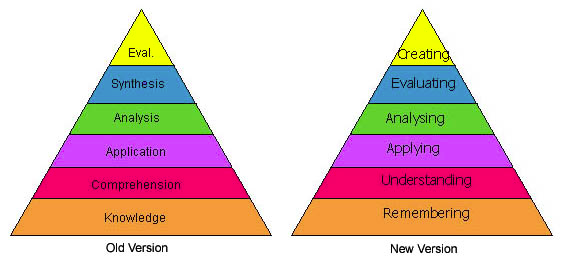 Eval.
Synthesis
Analysis
Application
Comprehension
Knowledge
Old Version
Creating
Evaluating
Analysing
Applying
Understanding
Remembering
New Version